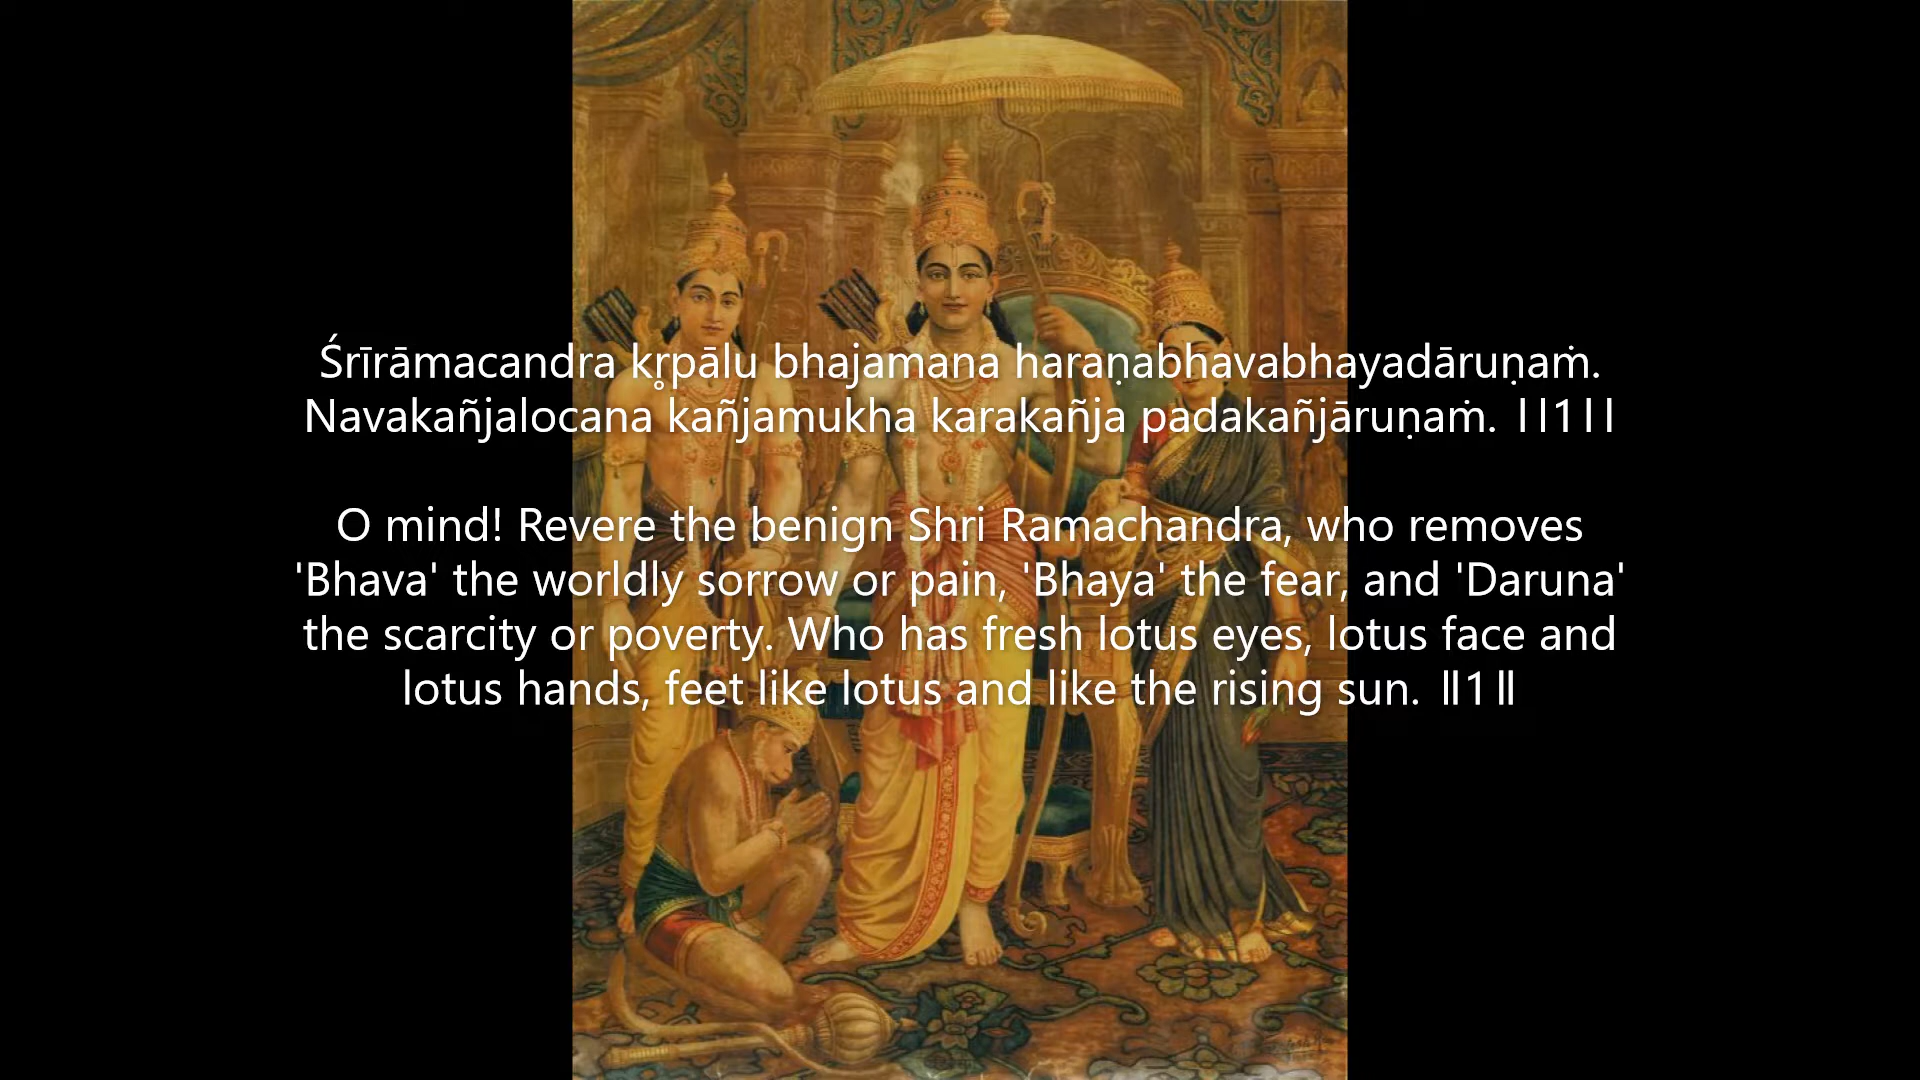 Śrīrāmacandra kr̥pālu bhajamana haraṇabhavabhayadāruṇaṁ.
Navakañjalocana kañjamukha karakañja padakañjāruṇaṁ. ।।1।।
O mind! Revere the benign Shri Ramachandra, who removes
'Bhava' the worldly sorrow or pain, 'Bhaya' the fear, and 'Daruna'
the scarcity or poverty. Who has fresh lotus eyes, lotus face and
lotus hands, feet like lotus and like the rising sun. ॥1॥